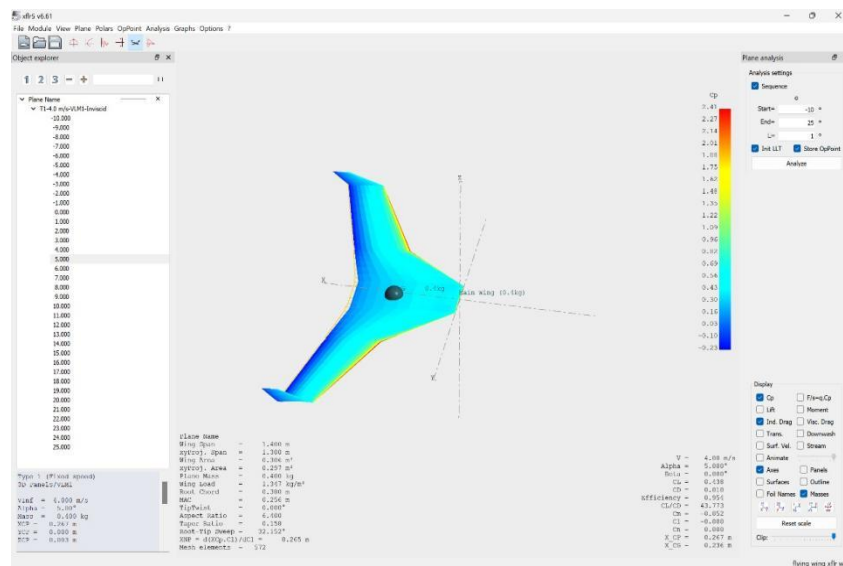 xflr5 v6.61
File Module View Plane Polars OpPoint Analysis Graphs Options ?
Object explorer
1 2 3 - +
Plane Name
T1-4.0 m/s-VLM1-Inviscid
-10.000
-9.000
-8.000
-7.000
-6.000
-5.000
-4.000
-3.000
-2.000
-1.000
0.000
1.000
2.000
3.000
4.000
5.000
6.000
7.000
8.000
9.000
10.000
11.000
12.000
13.000
14.000
15.000
16.000
17.000
18.000
19.000
20.000
21.000
22.000
23.000
24.000
25.000
Type 1 (Fixed speed)
3D Panels/VLM1
Vinf = 4.000 m/s
Alpha = 5.00°
Mass = 0.400 kg
XCP = 0.267 m
YCP = 0.000 m
ZCP = 0.003 m
X
Y
Main wing (0.4kg)
Plane Name
Wing Span = 1.400 m
xyProj. Span = 1.300 m
Wing Area = 0.306 m²
xyProj. Area = 0.297 m²
Plane Mass = 0.400 kg
Wing Load = 1.347 kg/m²
Root Chord = 0.380 m
MAC = 0.256 m
TipTwist = 0.000°
Aspect Ratio = 6.400
Taper Ratio = 0.158
Root-Tip Sweep = 32.152°
XNP = d(XCp.Cl)/dCl = 0.265 m
Mesh elements = 572
Cp
2.41
2.27
2.14
2.01
1.88
1.75
1.62
1.48
1.35
1.22
1.09
0.96
0.82
0.69
0.56
0.43
0.30
0.16
0.03
-0.10
-0.23
V = 4.00 m/s
Alpha = 5.000°
Beta = 0.000°
CL = 0.438
CD = 0.010
Efficiency = 0.954
CL/CD = 43.773
Cm = -0.052
Cl = -0.000
Cn = 0.000
X_CP = 0.267 m
X_CG = 0.236 m
Plane analysis
Analysis settings
Sequence
α
Start= -10 °
End= 25 °
Δ= 1 °
Init LLT Store OpPoint
Analyze
Display
Cp F/s=q.Cp
Lift Moment
Ind. Drag Visc. Drag
Trans. Downwash
Surf. Vel. Stream
Animate
Axes Panels
Surfaces Outline
Foil Names Masses
Reset scale
Clip: